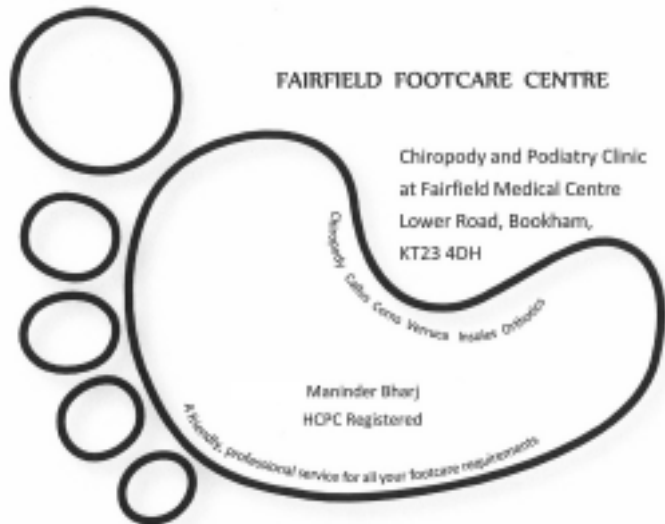 FAIRFIELD FOOTCARE CENTRE
Chiropody and Podiatry Clinic
at Fairfield Medical Centre
Lower Road, Bookham,
KT23 4DH
Chiropody Callus Corns Verruca Insoles Orthotics
Maninder Bharj
HCPC Registered
A friendly, professional service for all your footcare requirements